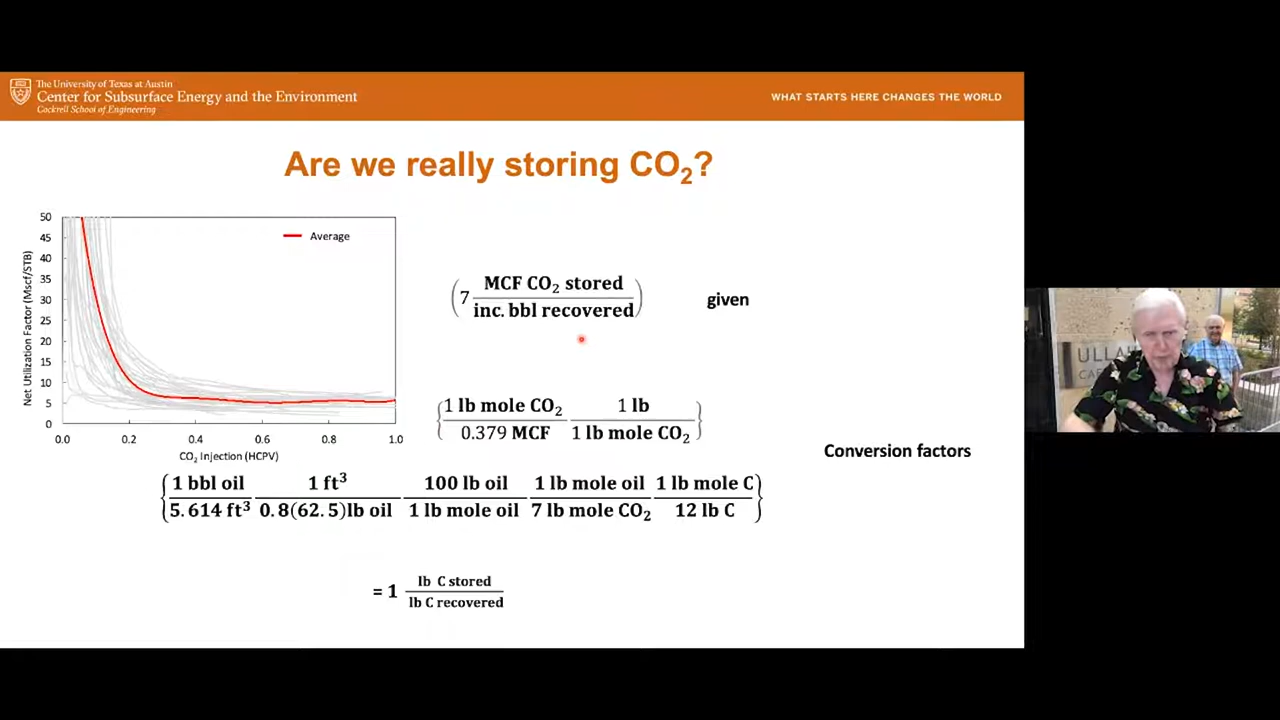 The University of Texas at Austin
Center for Subsurface Energy and the Environment
Cockrell School of Engineering
WHAT STARTS HERE CHANGES THE WORLD
Are we really storing CO₂?
50
45
40
35
30
25
20
15
10
5
0
Net Utilization Factor (Mscf/STB)
Average
0.0 0.2 0.4 0.6 0.8 1.0
CO₂ Injection (HCPV)
(7 MCF CO₂ stored / inc. bbl recovered) given
{1 lb mole CO₂ / 0.379 MCF 1 lb / 1 lb mole CO₂}
Conversion factors
{1 bbl oil / 5.614 ft³ 1 ft³ / 0.8(62.5)lb oil 100 lb oil / 1 lb mole oil 1 lb mole oil / 7 lb mole CO₂ 1 lb mole C / 12 lb C}
= 1 lb C stored / lb C recovered
ULLA